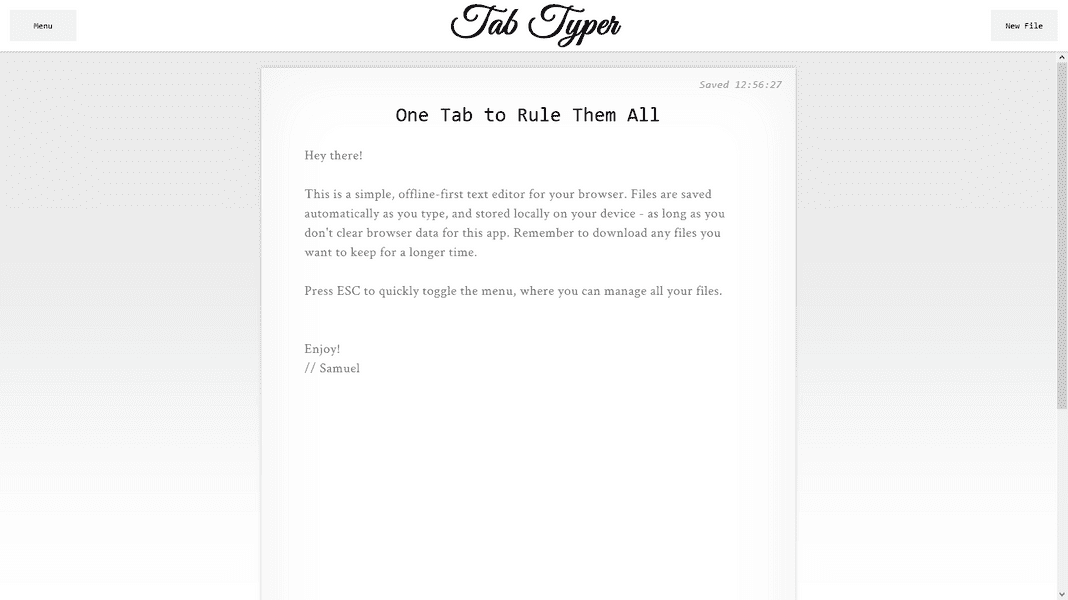 Menu
Tab Typer
New File
Saved 12:56:27
One Tab to Rule Them All
Hey there!
This is a simple, offline-first text editor for your browser. Files are saved
automatically as you type, and stored locally on your device - as long as you
don't clear browser data for this app. Remember to download any files you
want to keep for a longer time.
Press ESC to quickly toggle the menu, where you can manage all your files.
Enjoy!
// Samuel